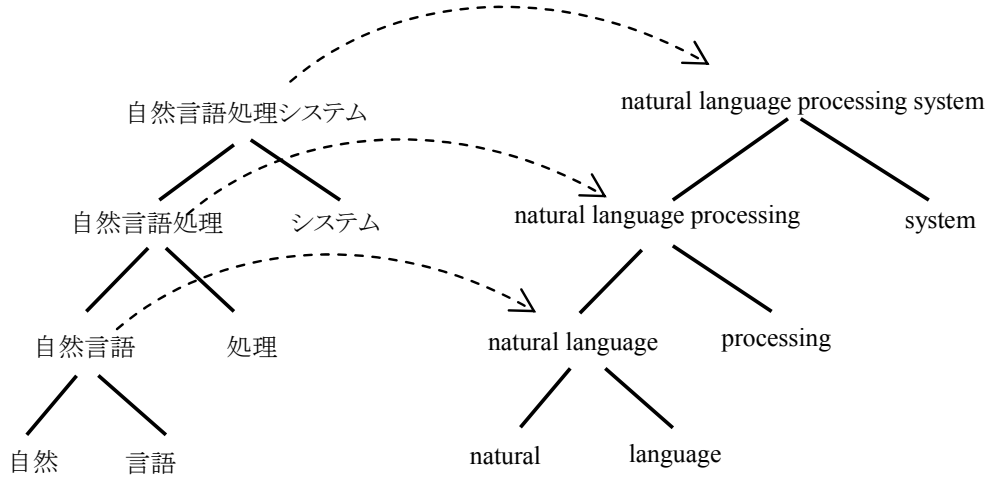 自然言語処理システム
natural language processing system
自然言語処理
システム
natural language processing
system
自然言語
処理
natural language
processing
自然
言語
natural
language